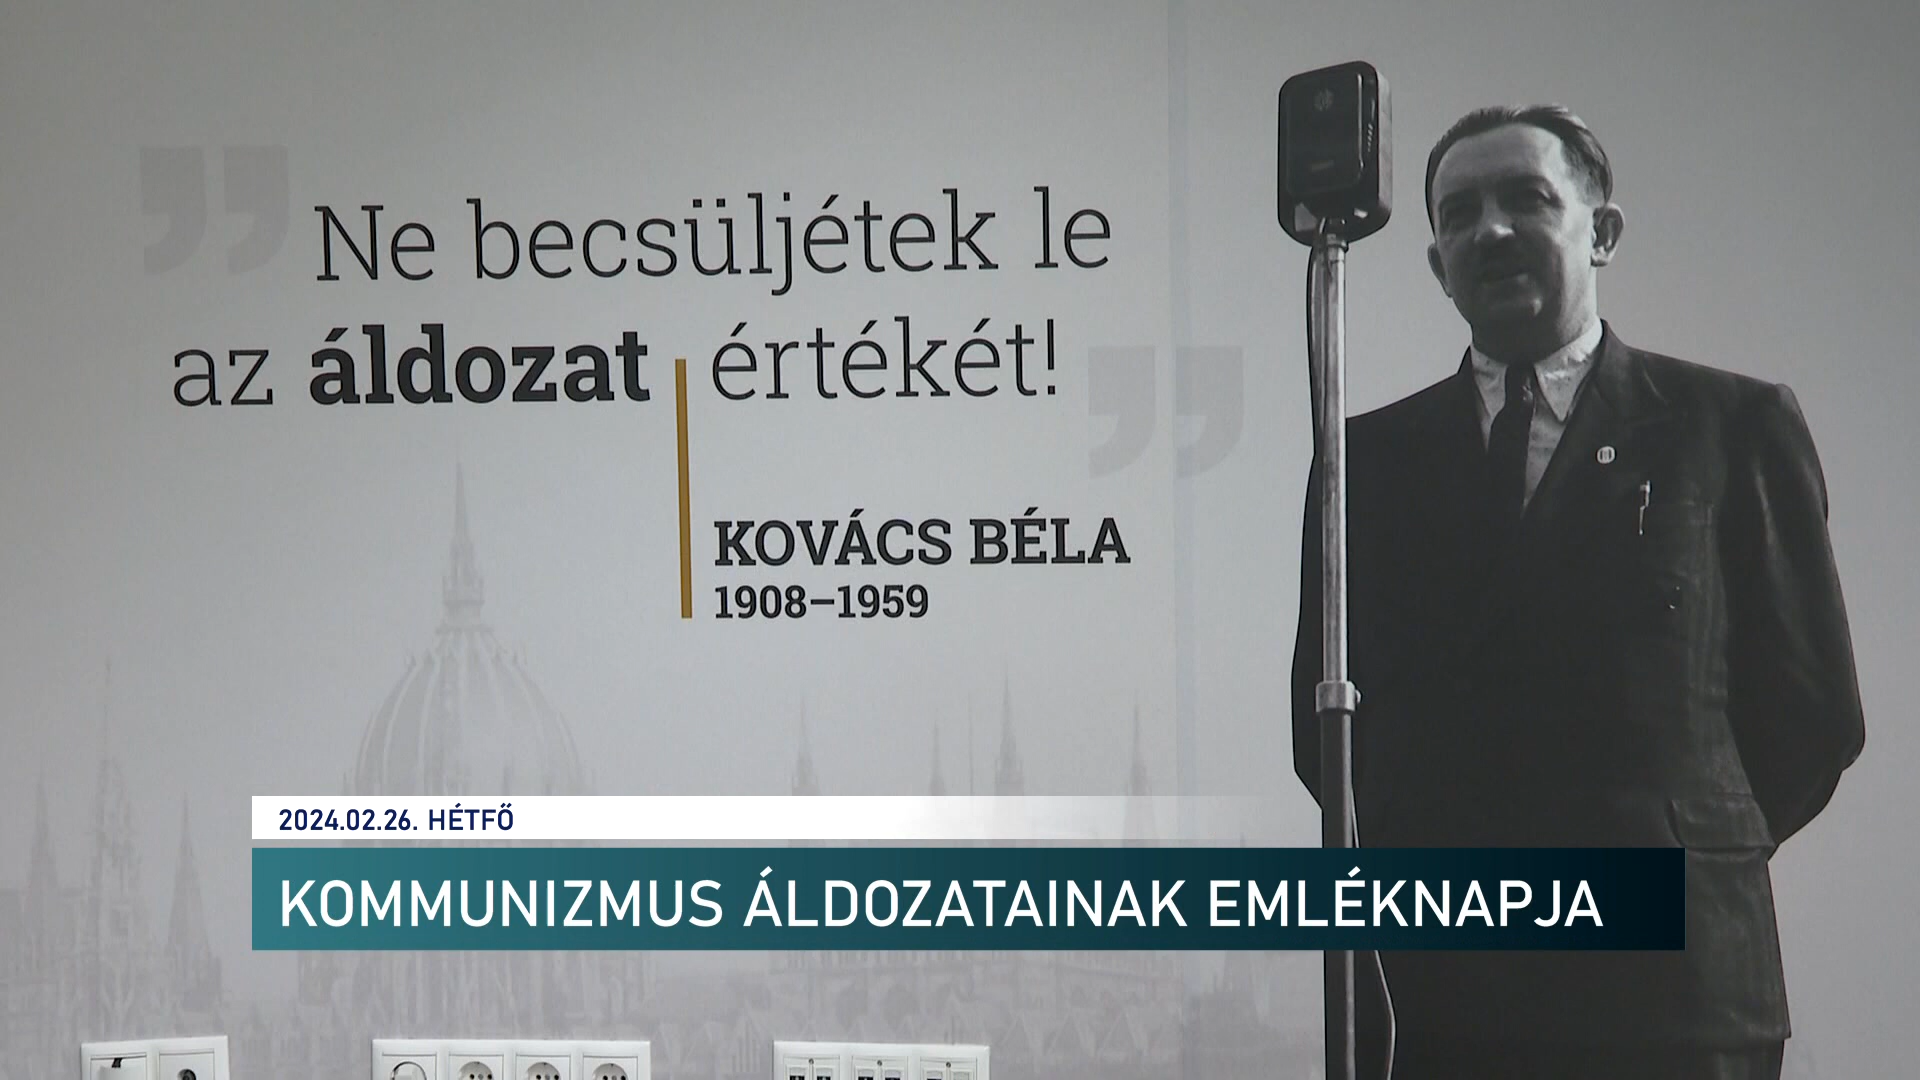 Ne becsüljétek le
az áldozat értékét!
KOVÁCS BÉLA
1908–1959
2024.02.26. HÉTFŐ
KOMMUNIZMUS ÁLDOZATAINAK EMLÉKNAPJA